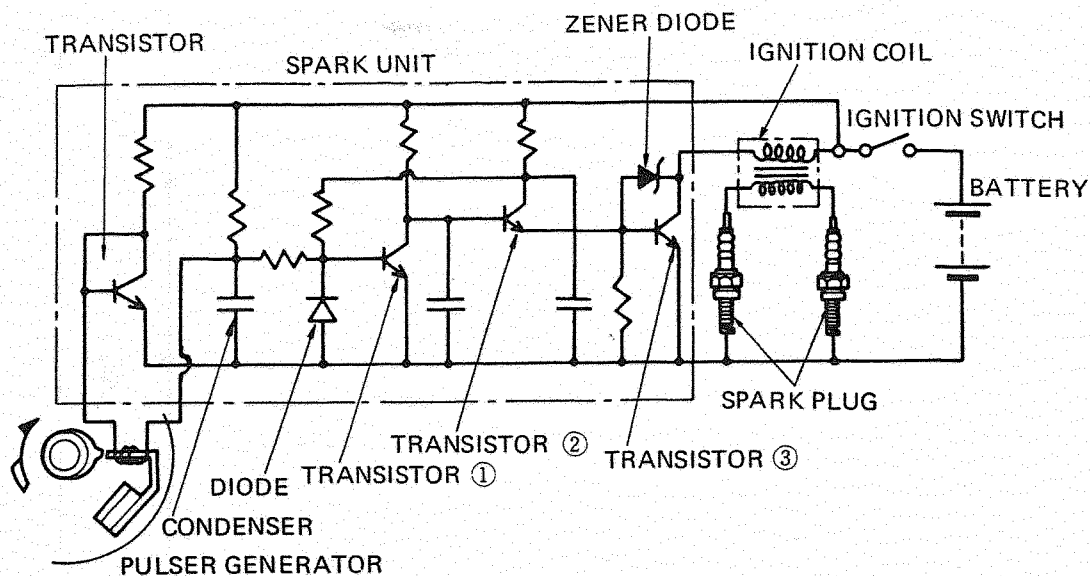 ZENER DIODE
TRANSISTOR
IGNITION COIL
SPARK UNIT
IGNITION SWITCH
BATTERY
SPARK PLUG
TRANSISTOR ②
TRANSISTOR ③
TRANSISTOR ①
DIODE
CONDENSER
PULSER GENERATOR